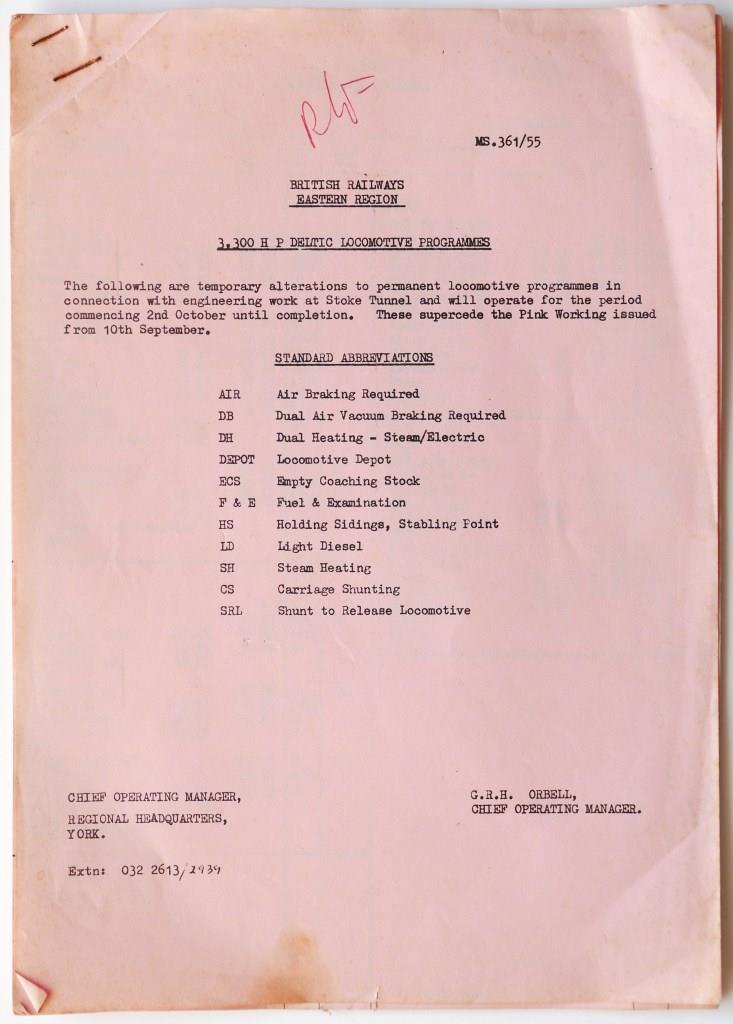 MS.361/55
BRITISH RAILWAYS
EASTERN REGION
3,300 H P DELTIC LOCOMOTIVE PROGRAMMES
The following are temporary alterations to permanent locomotive programmes in
connection with engineering work at Stoke Tunnel and will operate for the period
commencing 2nd October until completion. These supercede the Pink Working issued
from 10th September.
STANDARD ABBREVIATIONS
AIR Air Braking Required
DB Dual Air Vacuum Braking Required
DH Dual Heating - Steam/Electric
DEPOT Locomotive Depot
ECS Empty Coaching Stock
F & E Fuel & Examination
HS Holding Sidings, Stabling Point
LD Light Diesel
SH Steam Heating
CS Carriage Shunting
SRL Shunt to Release Locomotive
CHIEF OPERATING MANAGER,
REGIONAL HEADQUARTERS,
YORK.
G.R.H. ORBELL,
CHIEF OPERATING MANAGER.
Extn: 032 2613/2939